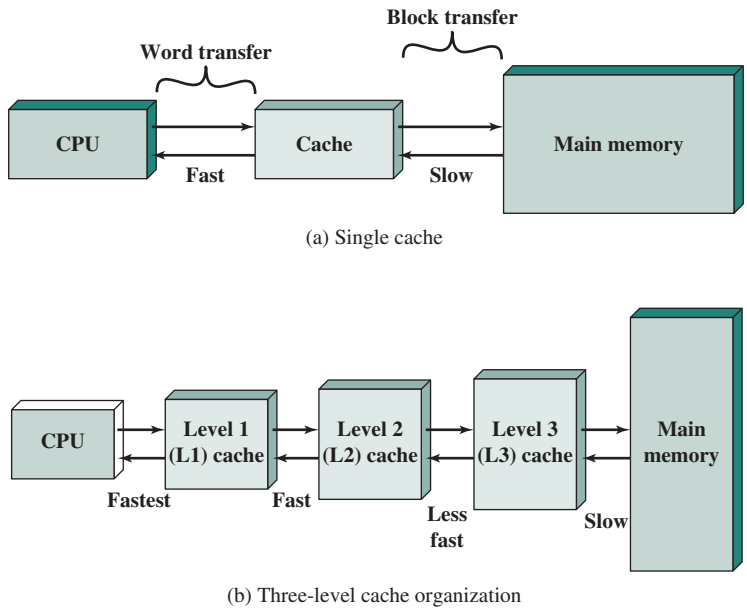 Block transfer
Word transfer
CPU
Cache
Main memory
Fast
Slow
(a) Single cache
CPU
Level 1
(L1) cache
Level 2
(L2) cache
Level 3
(L3) cache
Main
memory
Fastest
Fast
Less
fast
Slow
(b) Three-level cache organization